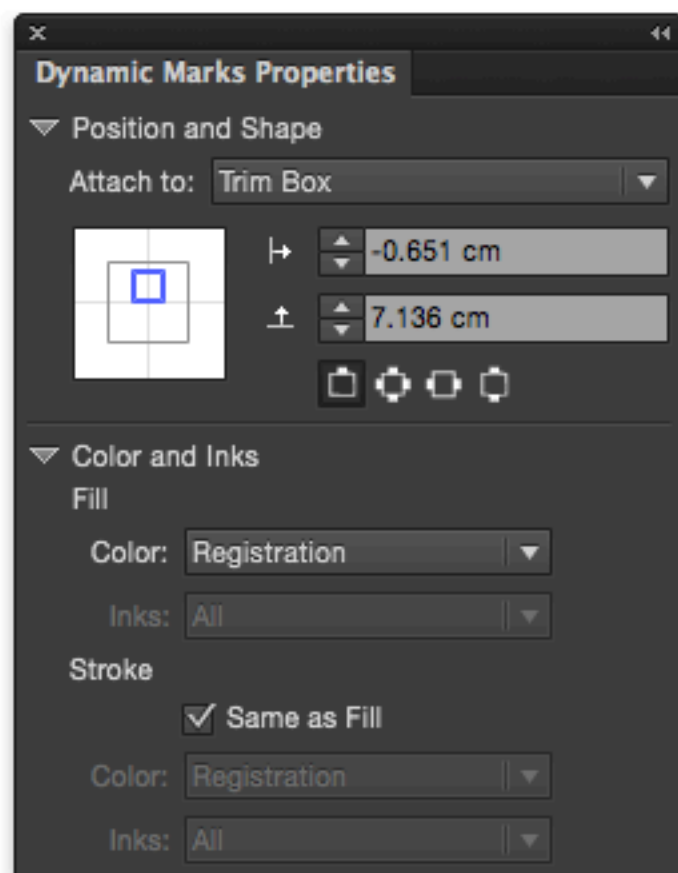 Dynamic Marks Properties
Position and Shape
Attach to: Trim Box
-0.651 cm
7.136 cm
Color and Inks
Fill
Color: Registration
Inks: All
Stroke
Same as Fill
Color: Registration
Inks: All